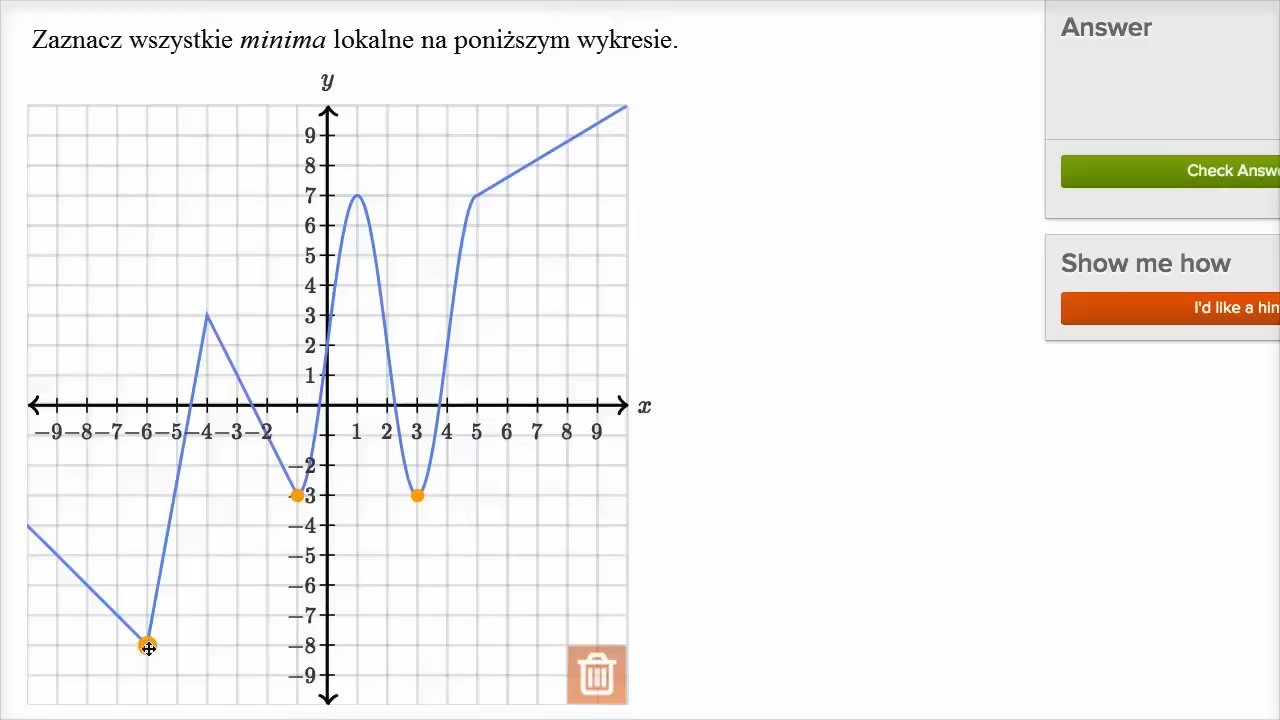 Zaznacz wszystkie minima lokalne na poniższym wykresie.
y
9
8
7
6
5
4
3
2
1
x
−9 −8 −7 −6 −5 −4 −3 −2 1 2 3 4 5 6 7 8 9
−2
−3
−4
−5
−6
−7
−8
−9
Answer
Check Answ
Show me how
I'd like a hin